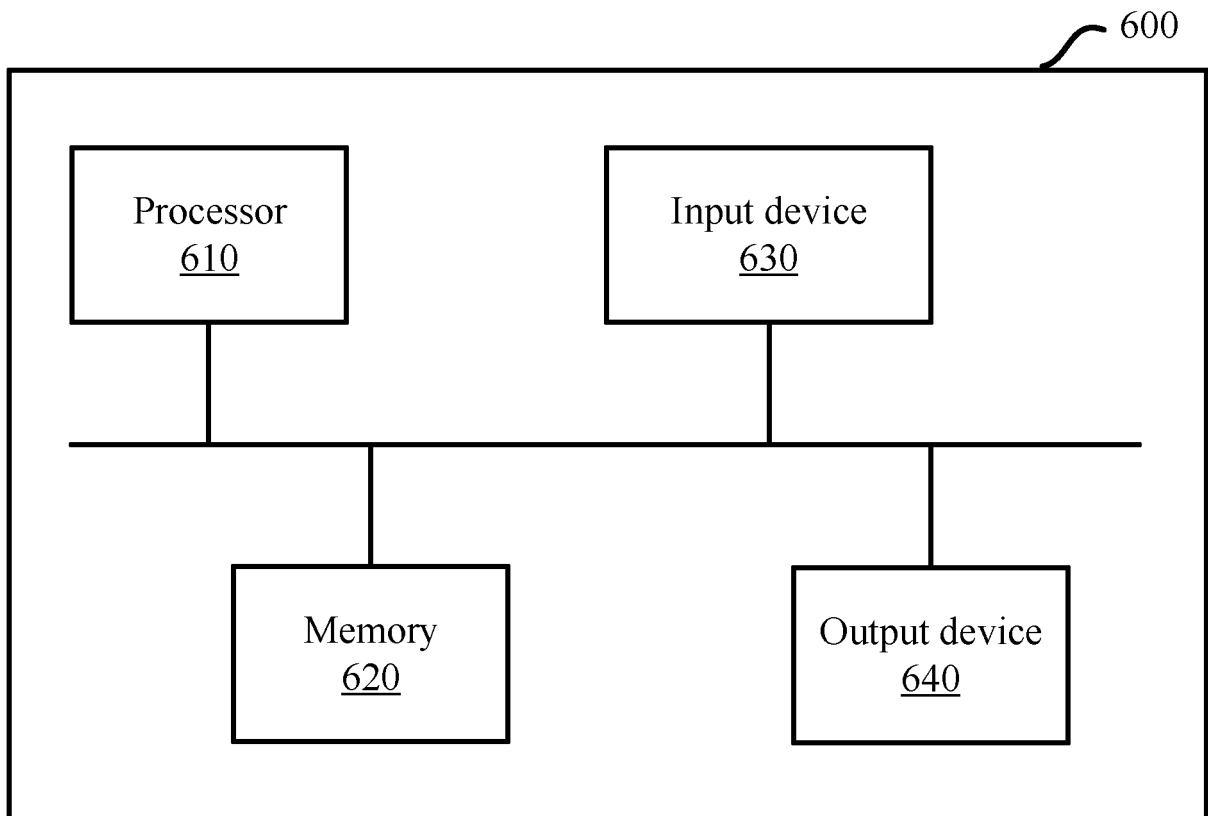 600
Processor
610
Input device
630
Memory
620
Output device
640